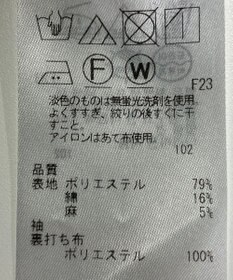 F
W
F23
淡色のものは無蛍光洗剤を使用。
よくすすぎ、絞りの後すぐに干
すこと。
アイロンはあて布使用。
102
品質
表地 ポリエステル 79%
綿 16%
麻 5%
袖
裏打ち布
ポリエステル 100%